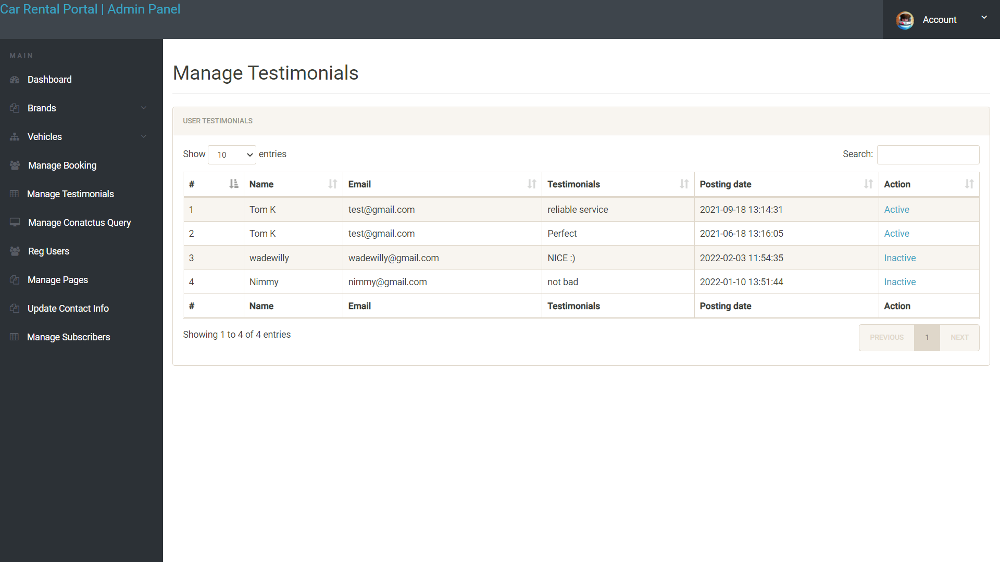 Car Rental Portal | Admin Panel
Account
MAIN
Dashboard
Brands
Vehicles
Manage Booking
Manage Testimonials
Manage Conatctus Query
Reg Users
Manage Pages
Update Contact Info
Manage Subscribers
Manage Testimonials
USER TESTIMONIALS
Show 10 entries
Search:
# Name Email Testimonials Posting date Action
1 Tom K test@gmail.com reliable service 2021-09-18 13:14:31 Active
2 Tom K test@gmail.com Perfect 2021-06-18 13:16:05 Active
3 wadewilly wadewilly@gmail.com NICE :) 2022-02-03 11:54:35 Inactive
4 Nimmy nimmy@gmail.com not bad 2022-01-10 13:51:44 Inactive
# Name Email Testimonials Posting date Action
Showing 1 to 4 of 4 entries
PREVIOUS 1 NEXT